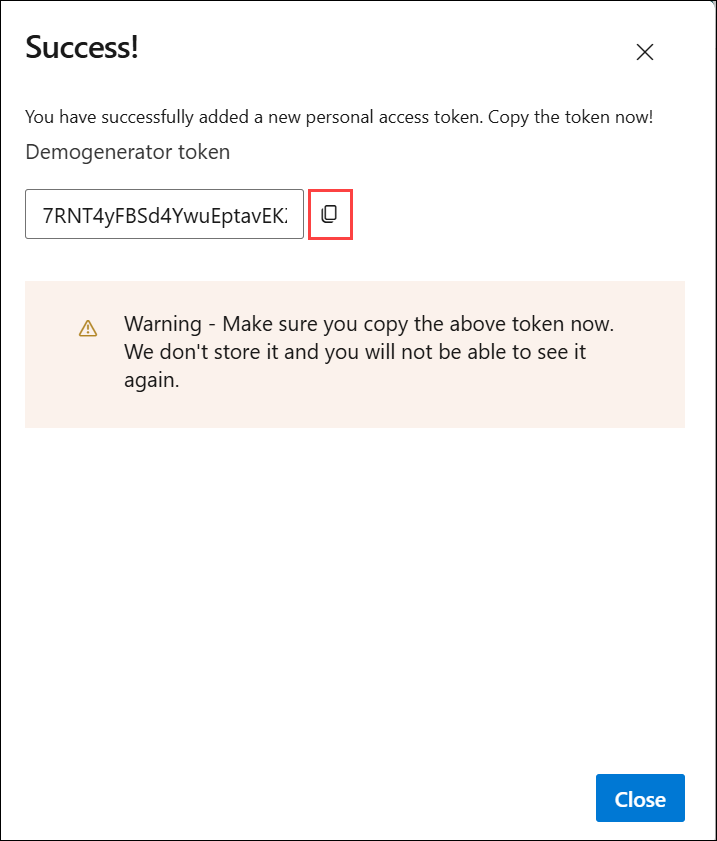 Success!
You have successfully added a new personal access token. Copy the token now!
Demogenerator token
7RNT4yFBSd4YwuEptavEK
Warning - Make sure you copy the above token now.
We don't store it and you will not be able to see it
again.
Close